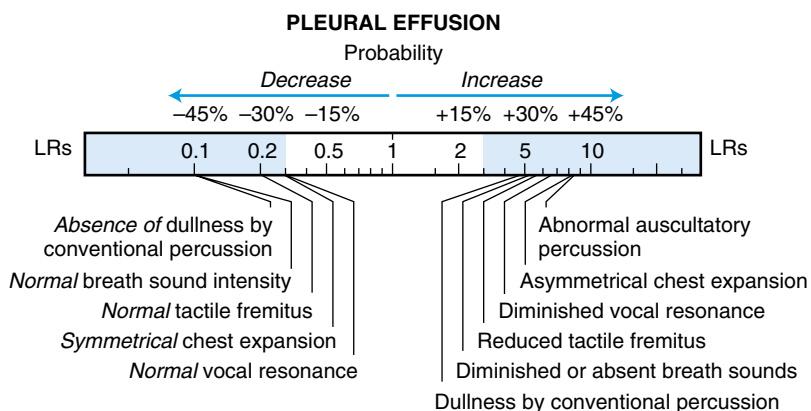 PLEURAL EFFUSION
Probability
Decrease Increase
–45% –30% –15% +15% +30% +45%
LRs 0.1 0.2 0.5 1 2 5 10 LRs
Absence of dullness by
conventional percussion
Normal breath sound intensity
Normal tactile fremitus
Symmetrical chest expansion
Normal vocal resonance
Abnormal auscultatory
percussion
Asymmetrical chest expansion
Diminished vocal resonance
Reduced tactile fremitus
Diminished or absent breath sounds
Dullness by conventional percussion